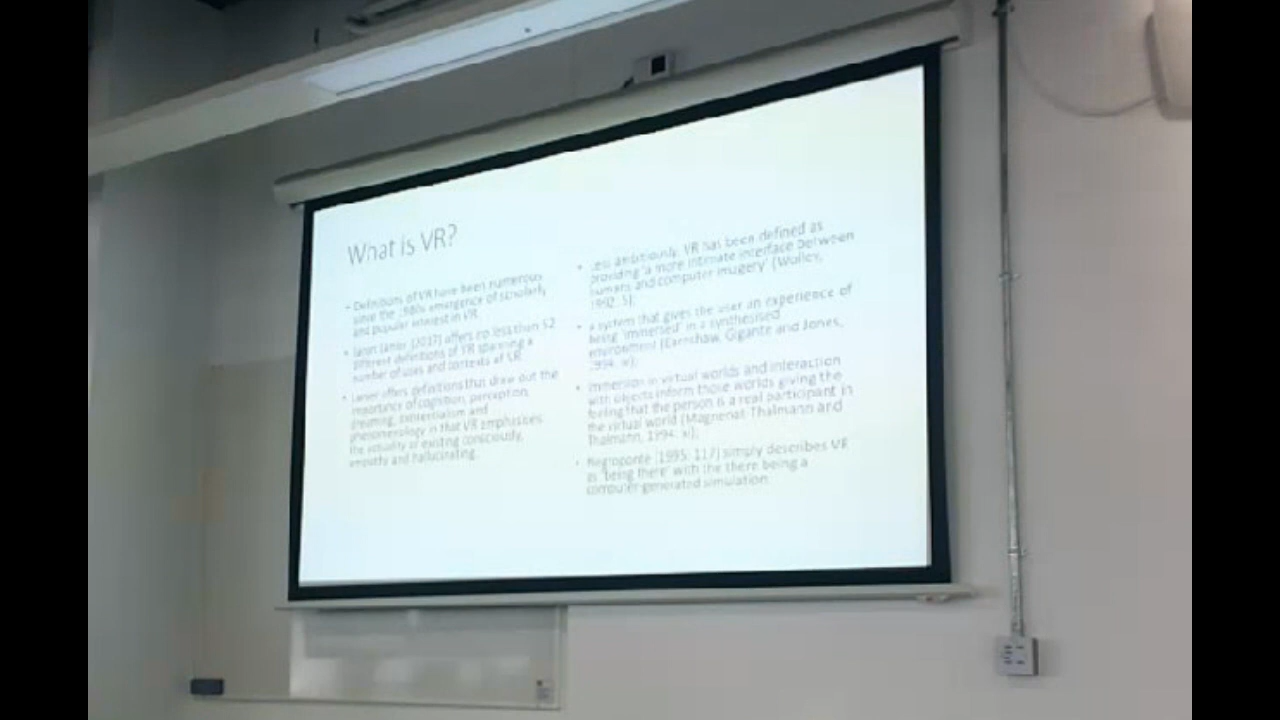 What is VR?
Definitions of VR have been numerous
since the 1980s emergence of scholarly
and popular interest in VR.
Jaron Lanier (2017) offers no less than 52
different definitions of VR spanning a
number of uses and contexts of VR
Lanier offers definitions that draw out the
importance of cognition, perception,
dreaming, existentialism and
phenomenology in that VR emphasises
the of existing consciously,
empathy and hallucinating.
Less ambitiously, VR has been defined as
providing 'a more intimate interface between
humans and computer imagery' (Wolley,
1992: 5);
a system that gives the user an experience of
being 'immersed' in a synthesised
environment (Earnshaw, Gigante and Jones,
1994: );
Immersion in virtual worlds and interaction
with objects inform those worlds giving the
feeling that the person is a real participant in
the virtual world (Magnenat-Thalmann and
Thalmann, 1994: );
Negroponte (1995: 117) simply describes VR
as 'being there' with the there being a
computer-generated simulation.